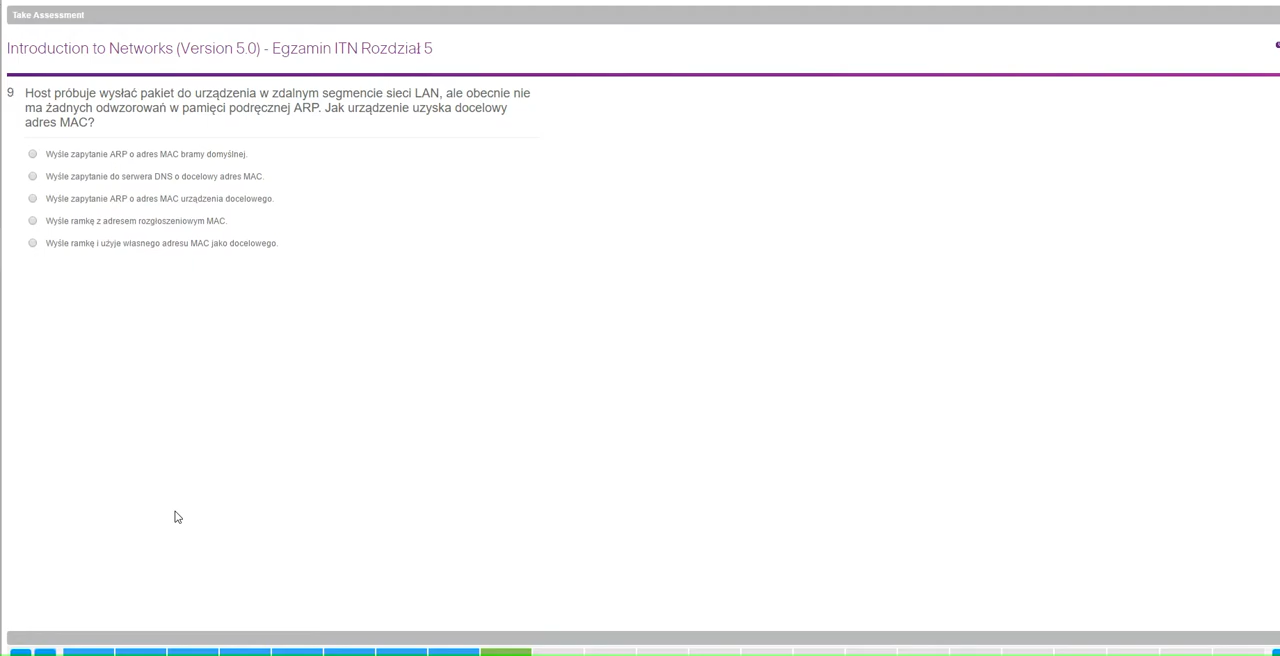 Take Assessment
Introduction to Networks (Version 5.0) - Egzamin ITN Rozdział 5
9 Host próbuje wysłać pakiet do urządzenia w zdalnym segmencie sieci LAN, ale obecnie nie
ma żadnych odwzorowań w pamięci podręcznej ARP. Jak urządzenie uzyska docelowy
adres MAC?
Wyśle zapytanie ARP o adres MAC bramy domyślnej.
Wyśle zapytanie do serwera DNS o docelowy adres MAC.
Wyśle zapytanie ARP o adres MAC urządzenia docelowego.
Wyśle ramkę z adresem rozgłoszeniowym MAC.
Wyśle ramkę i użyje własnego adresu MAC jako docelowego.